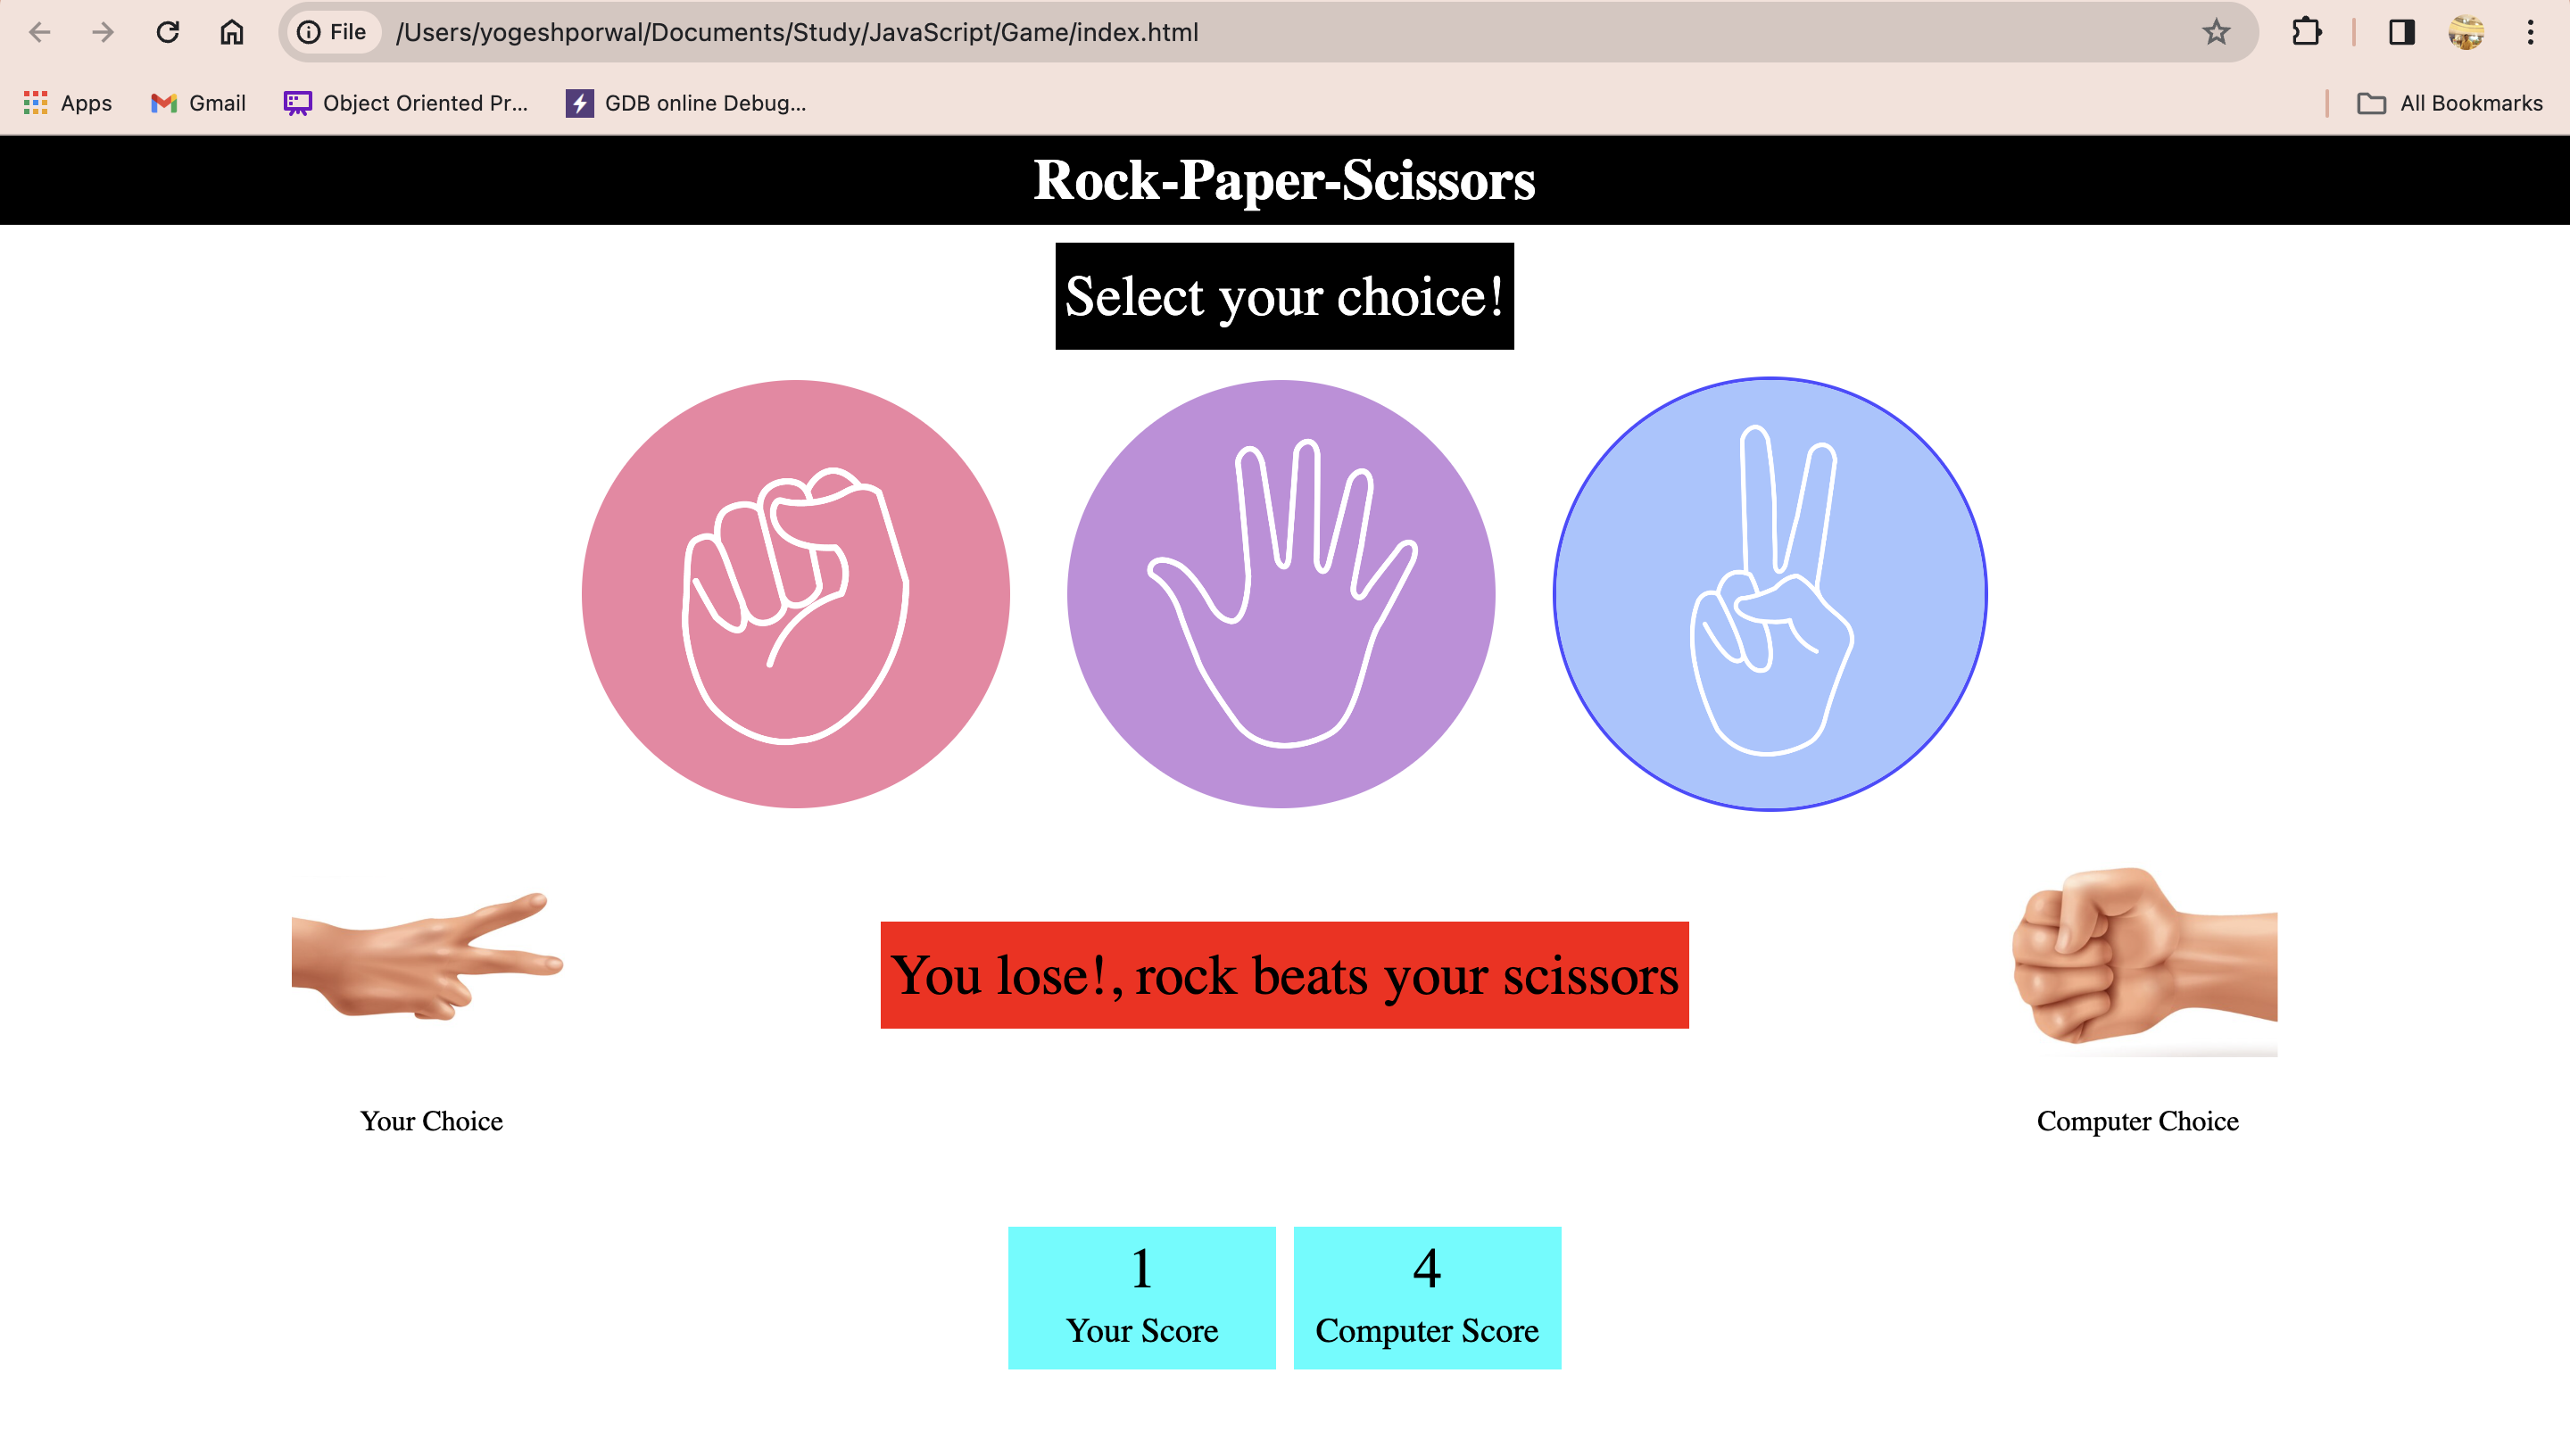 File /Users/yogeshporwal/Documents/Study/JavaScript/Game/index.html
Apps Gmail Object Oriented Pr... GDB online Debug... All Bookmarks
Rock-Paper-Scissors
Select your choice!
You lose!, rock beats your scissors
Your Choice
Computer Choice
1
Your Score
4
Computer Score